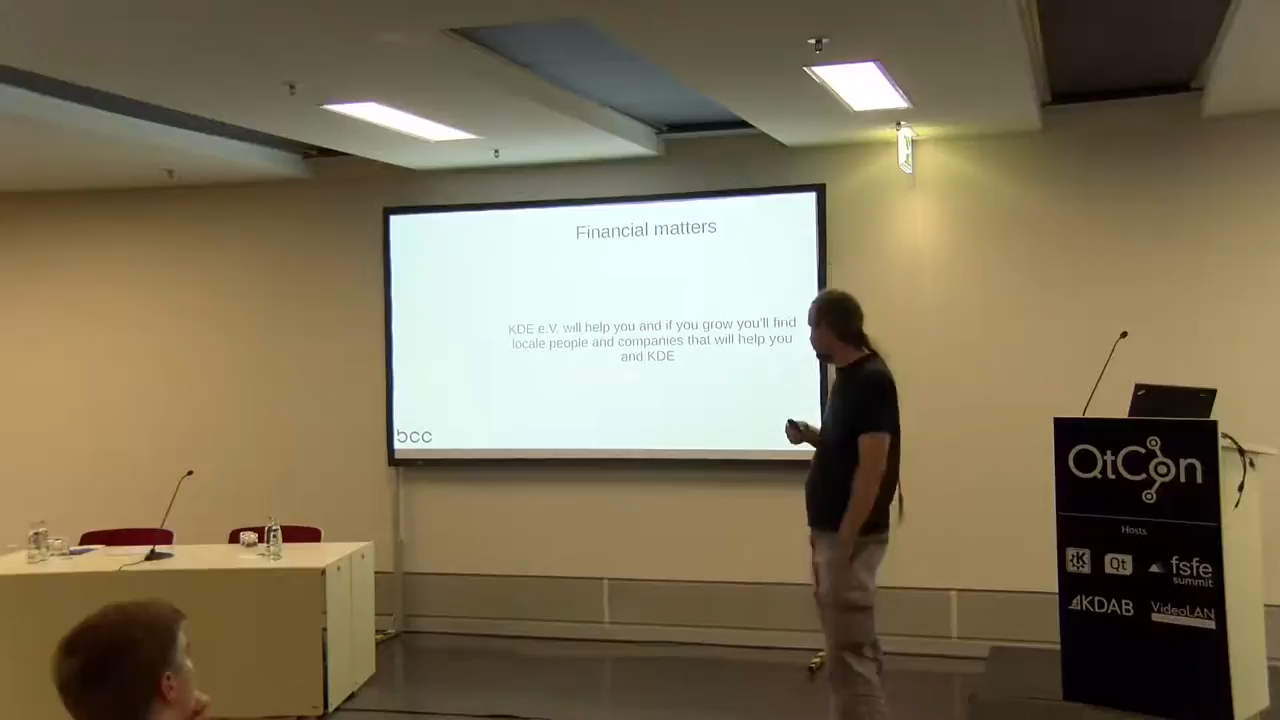 Financial matters
KDE e.V. will help you and if you grow you'll find
locale people and companies that will help you
and KDE
bcc
QtCon
Hosts
K Qt fsfe
summit
KDAB VideoLAN